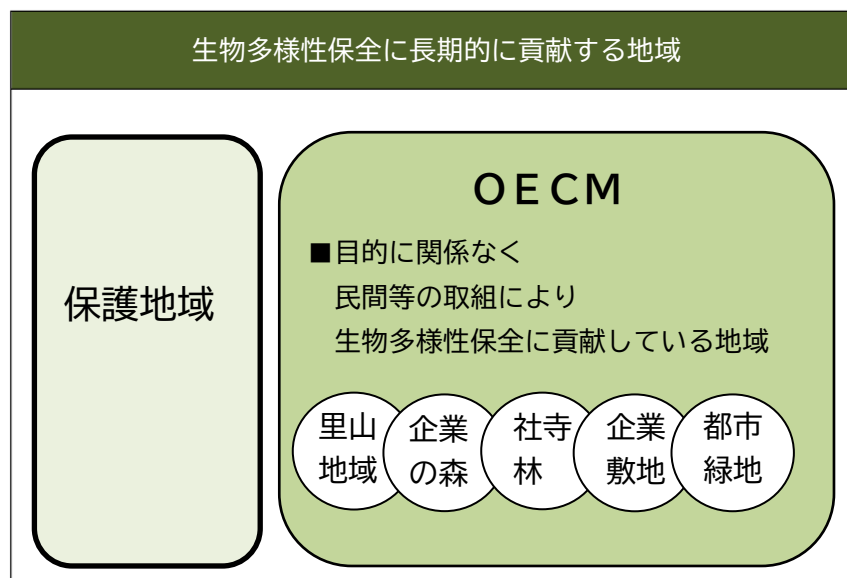 生物多様性保全に長期的に貢献する地域
保護地域
ＯＥＣＭ
■目的に関係なく
民間等の取組により
生物多様性保全に貢献している地域
里山
地域
企業
の森
社寺
林
企業
敷地
都市
緑地